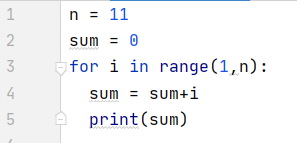 1 n = 11
2 sum = 0
3 for i in range(1,n):
4 sum = sum+i
5 print(sum)